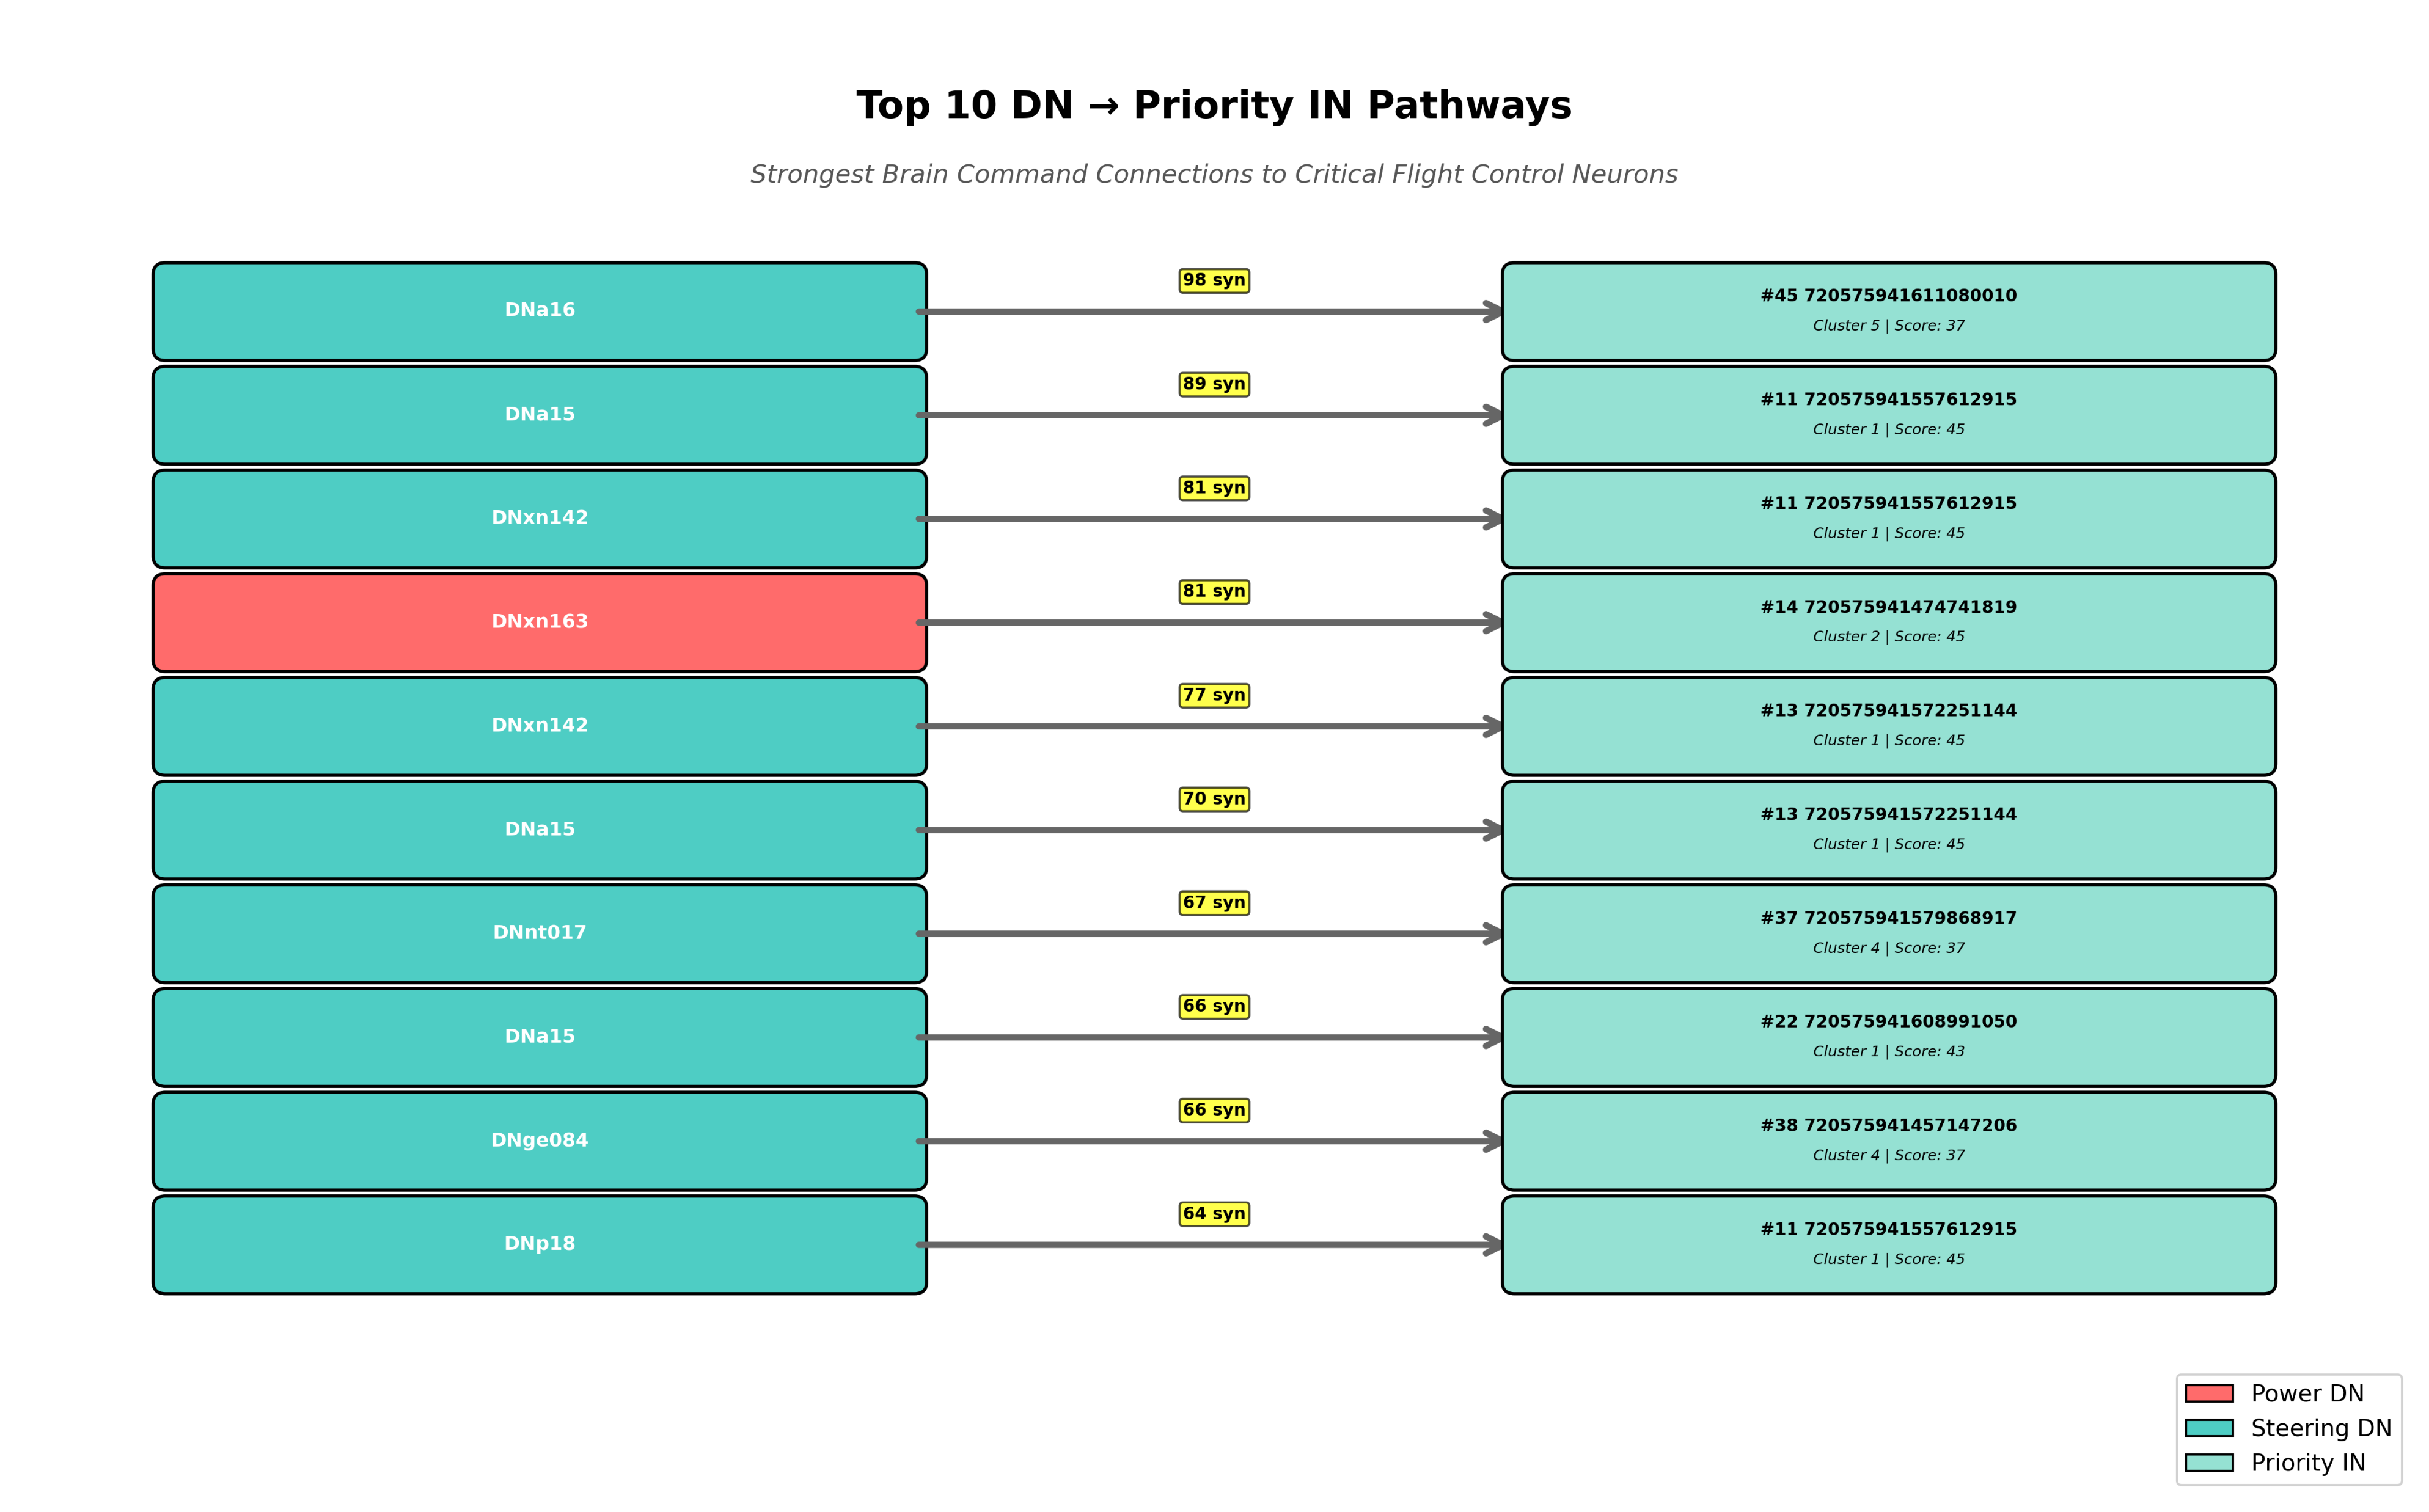 Top 10 DN → Priority IN Pathways
Strongest Brain Command Connections to Critical Flight Control Neurons
DNa16
98 syn
#45 720575941611080010
Cluster 5 | Score: 37
DNa15
89 syn
#11 720575941557612915
Cluster 1 | Score: 45
DNxn142
81 syn
#11 720575941557612915
Cluster 1 | Score: 45
DNxn163
81 syn
#14 720575941474741819
Cluster 2 | Score: 45
DNxn142
77 syn
#13 720575941572251144
Cluster 1 | Score: 45
DNa15
70 syn
#13 720575941572251144
Cluster 1 | Score: 45
DNnt017
67 syn
#37 720575941579868917
Cluster 4 | Score: 37
DNa15
66 syn
#22 720575941608991050
Cluster 1 | Score: 43
DNge084
66 syn
#38 720575941457147206
Cluster 4 | Score: 37
DNp18
64 syn
#11 720575941557612915
Cluster 1 | Score: 45
Power DN
Steering DN
Priority IN